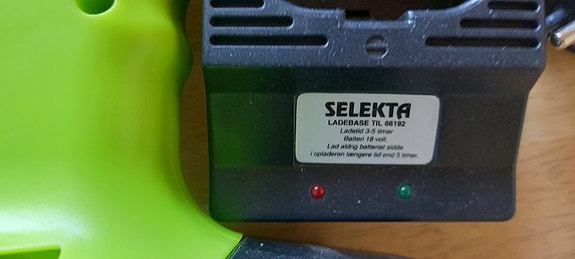 SELEKTA
LADEBASE TIL 66192
Ladetid 3-5 timer
Batteri 18 volt.
Lad aldrig batteriet sidde
i opladeren længere tid end 5 timer.